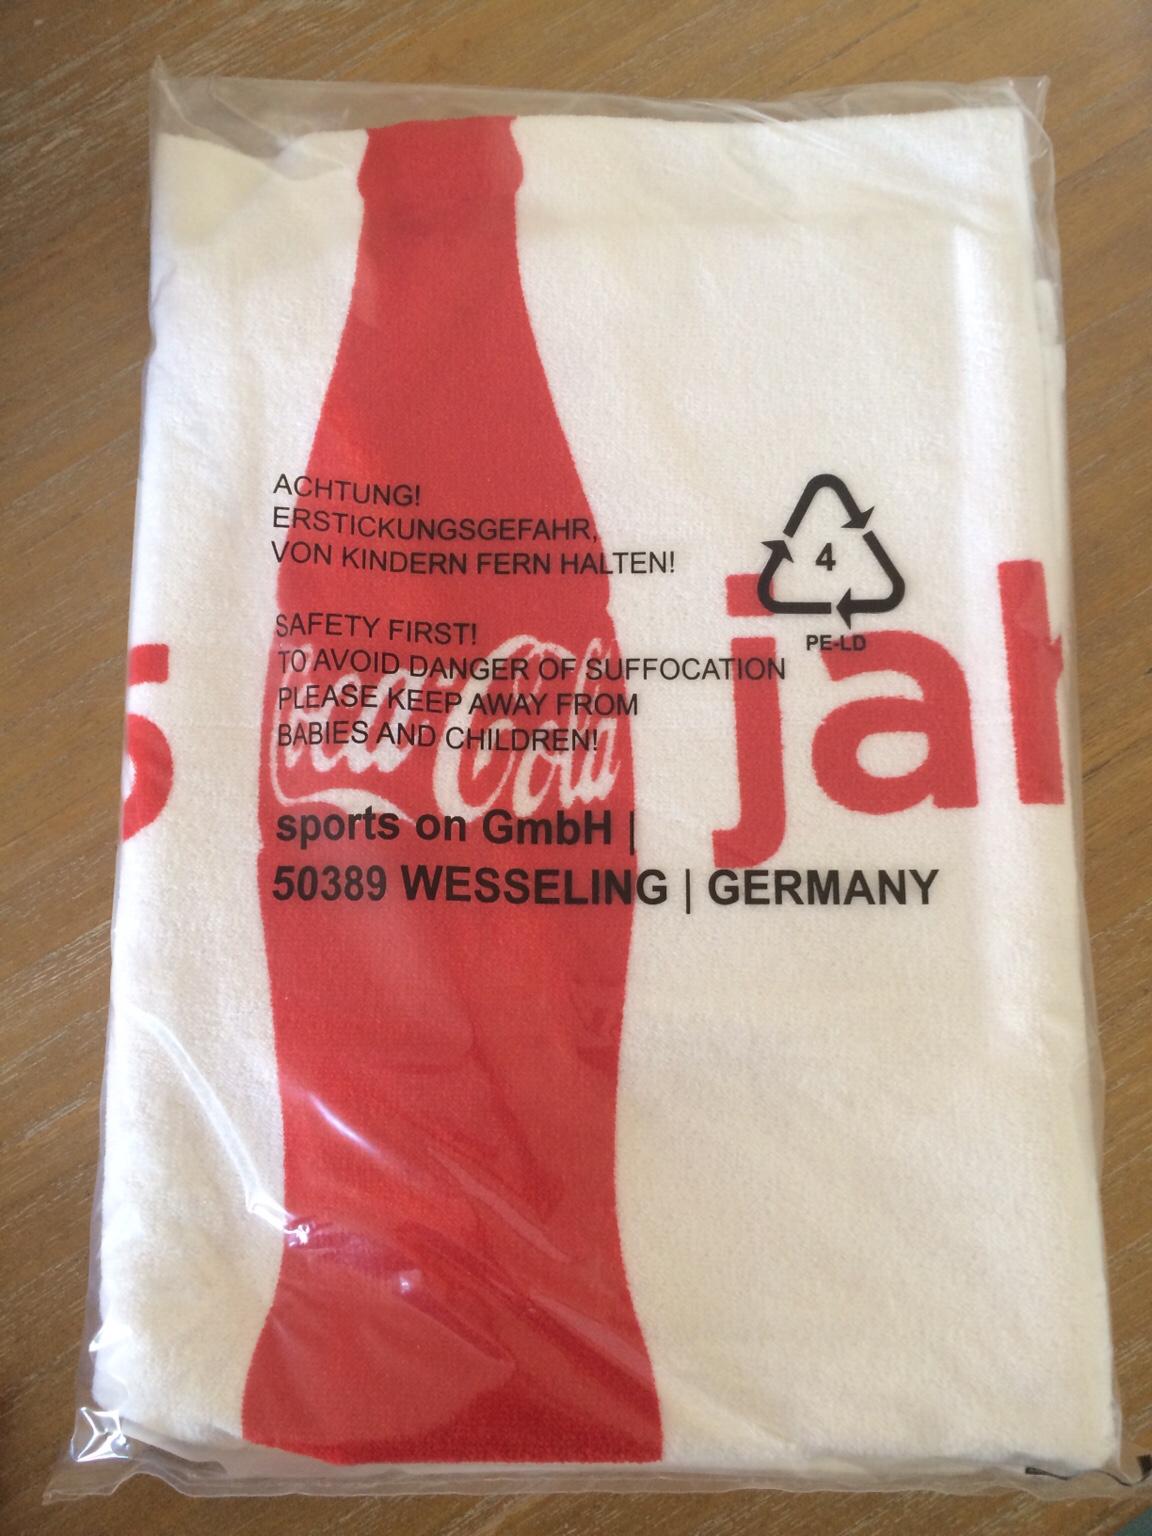 ACHTUNG!
ERSTICKUNGSGEFAHR,
VON KINDERN FERN HALTEN!
4
PE-LD
SAFETY FIRST!
TO AVOID DANGER OF SUFFOCATION
PLEASE KEEP AWAY FROM
BABIES AND CHILDREN!
s
Coca-Cola
jah
sports on GmbH |
50389 WESSELING | GERMANY